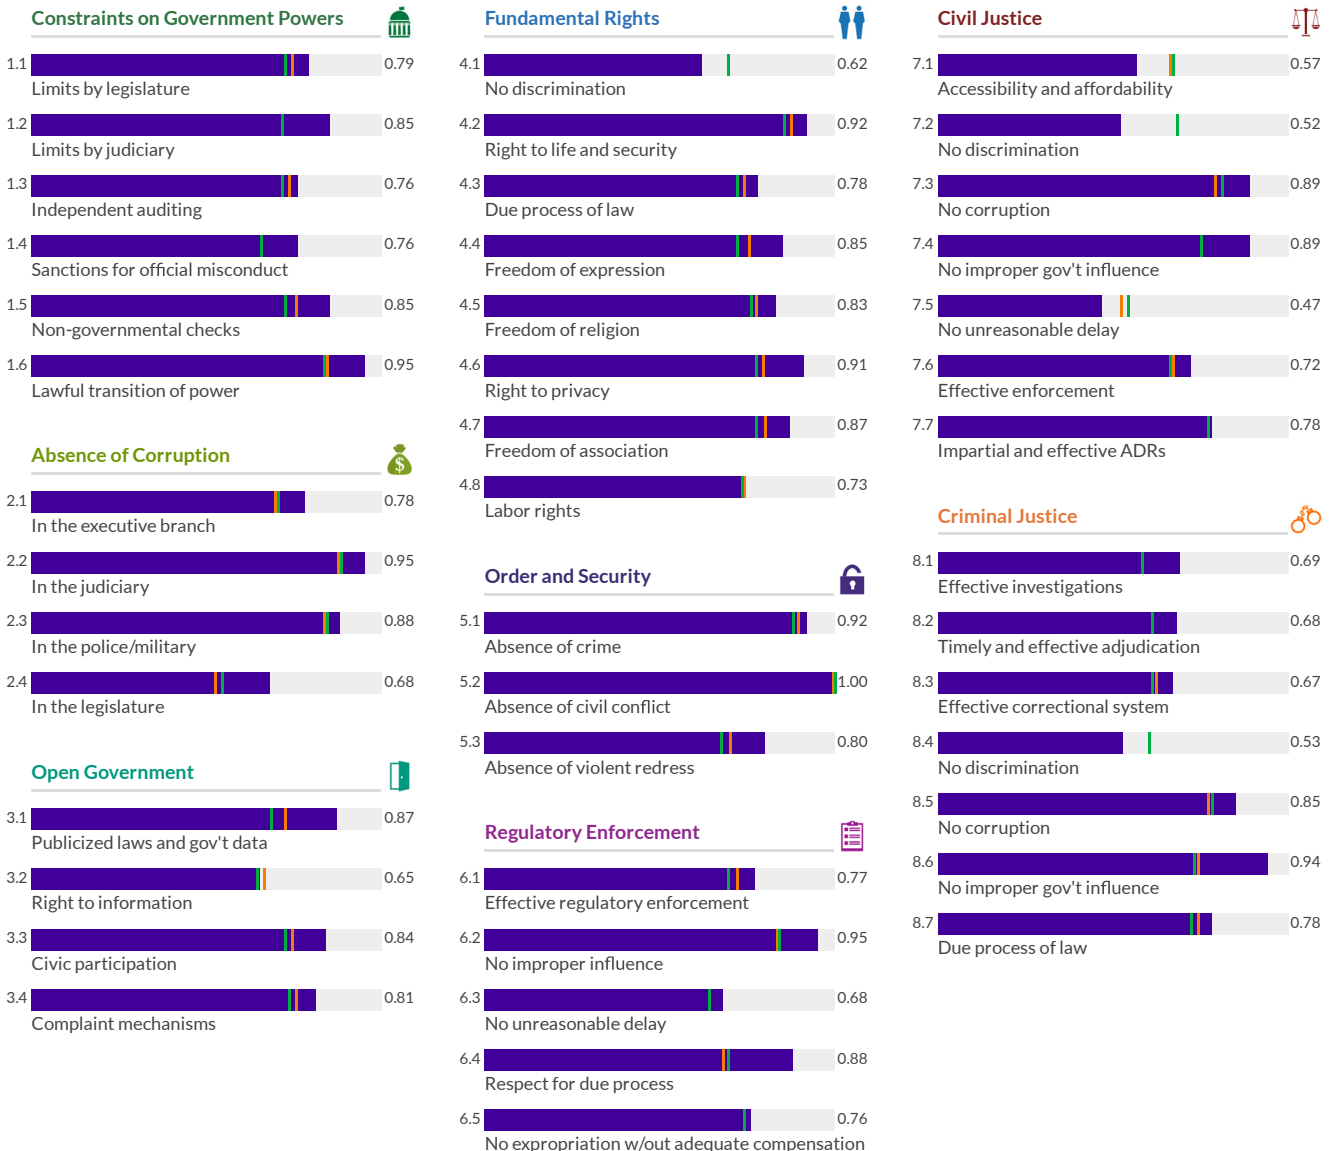 Constraints on Government Powers
1.1 0.79
Limits by legislature
1.2 0.85
Limits by judiciary
1.3 0.76
Independent auditing
1.4 0.76
Sanctions for official misconduct
1.5 0.85
Non-governmental checks
1.6 0.95
Lawful transition of power
Absence of Corruption
$
2.1 0.78
In the executive branch
2.2 0.95
In the judiciary
2.3 0.88
In the police/military
2.4 0.68
In the legislature
Open Government
3.1 0.87
Publicized laws and gov't data
3.2 0.65
Right to information
3.3 0.84
Civic participation
3.4 0.81
Complaint mechanisms
Fundamental Rights
4.1 0.62
No discrimination
4.2 0.92
Right to life and security
4.3 0.78
Due process of law
4.4 0.85
Freedom of expression
4.5 0.83
Freedom of religion
4.6 0.91
Right to privacy
4.7 0.87
Freedom of association
4.8 0.73
Labor rights
Order and Security
5.1 0.92
Absence of crime
5.2 1.00
Absence of civil conflict
5.3 0.80
Absence of violent redress
Regulatory Enforcement
6.1 0.77
Effective regulatory enforcement
6.2 0.95
No improper influence
6.3 0.68
No unreasonable delay
6.4 0.88
Respect for due process
6.5 0.76
No expropriation w/out adequate compensation
Civil Justice
7.1 0.57
Accessibility and affordability
7.2 0.52
No discrimination
7.3 0.89
No corruption
7.4 0.89
No improper gov't influence
7.5 0.47
No unreasonable delay
7.6 0.72
Effective enforcement
7.7 0.78
Impartial and effective ADRs
Criminal Justice
8.1 0.69
Effective investigations
8.2 0.68
Timely and effective adjudication
8.3 0.67
Effective correctional system
8.4 0.53
No discrimination
8.5 0.85
No corruption
8.6 0.94
No improper gov't influence
8.7 0.78
Due process of law